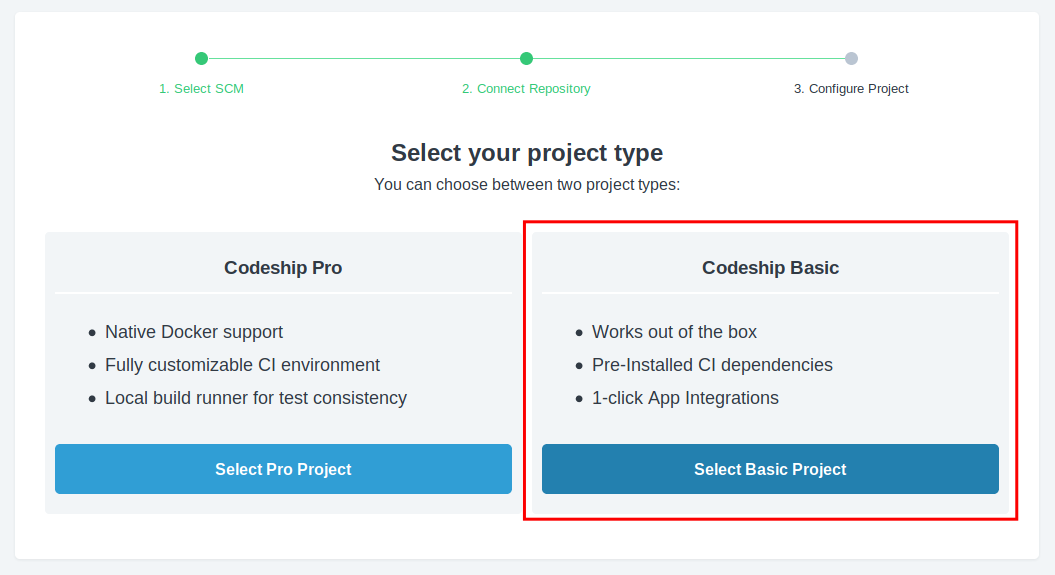 1. Select SCM
2. Connect Repository
3. Configure Project
Select your project type
You can choose between two project types:
Codeship Pro
Native Docker support
Fully customizable CI environment
Local build runner for test consistency
Select Pro Project
Codeship Basic
Works out of the box
Pre-Installed CI dependencies
1-click App Integrations
Select Basic Project